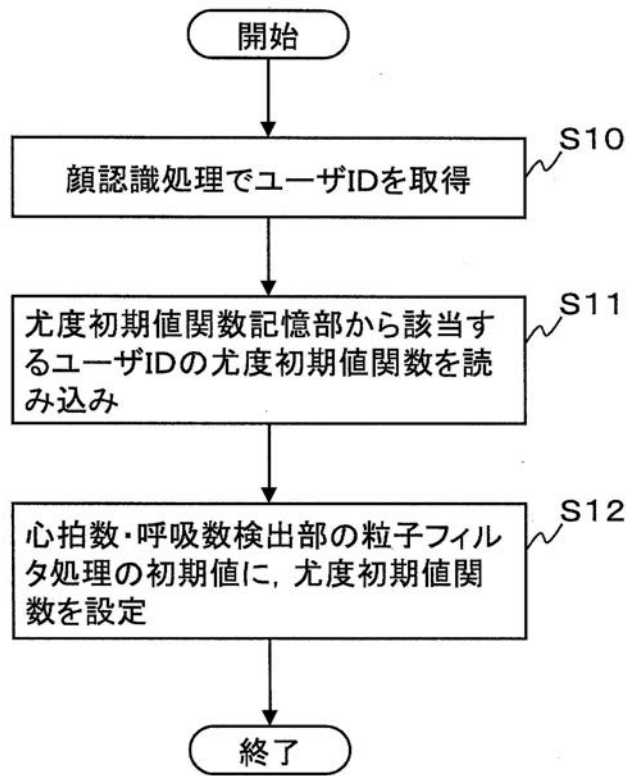 開始
S10
顔認識処理でユーザIDを取得
S11
尤度初期値関数記憶部から該当す
るユーザIDの尤度初期値関数を読
み込み
S12
心拍数・呼吸数検出部の粒子フィル
タ処理の初期値に，尤度初期値関
数を設定
終了